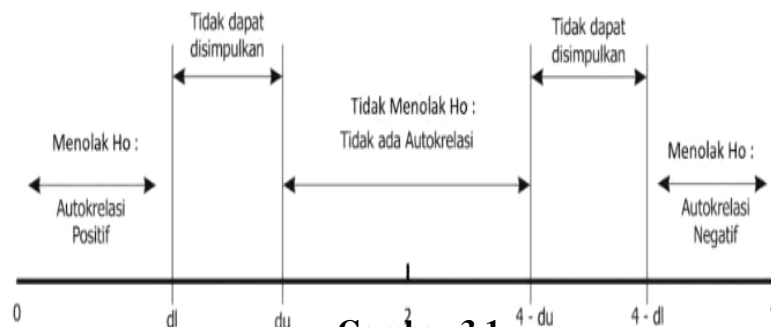 Tidak dapat
disimpulkan
Tidak dapat
disimpulkan
Tidak Menolak Ho :
Tidak ada Autokrelasi
Menolak Ho :
Autokrelasi
Positif
Menolak Ho :
Autokrelasi
Negatif
0 dl du 2 4 - du 4 - dl